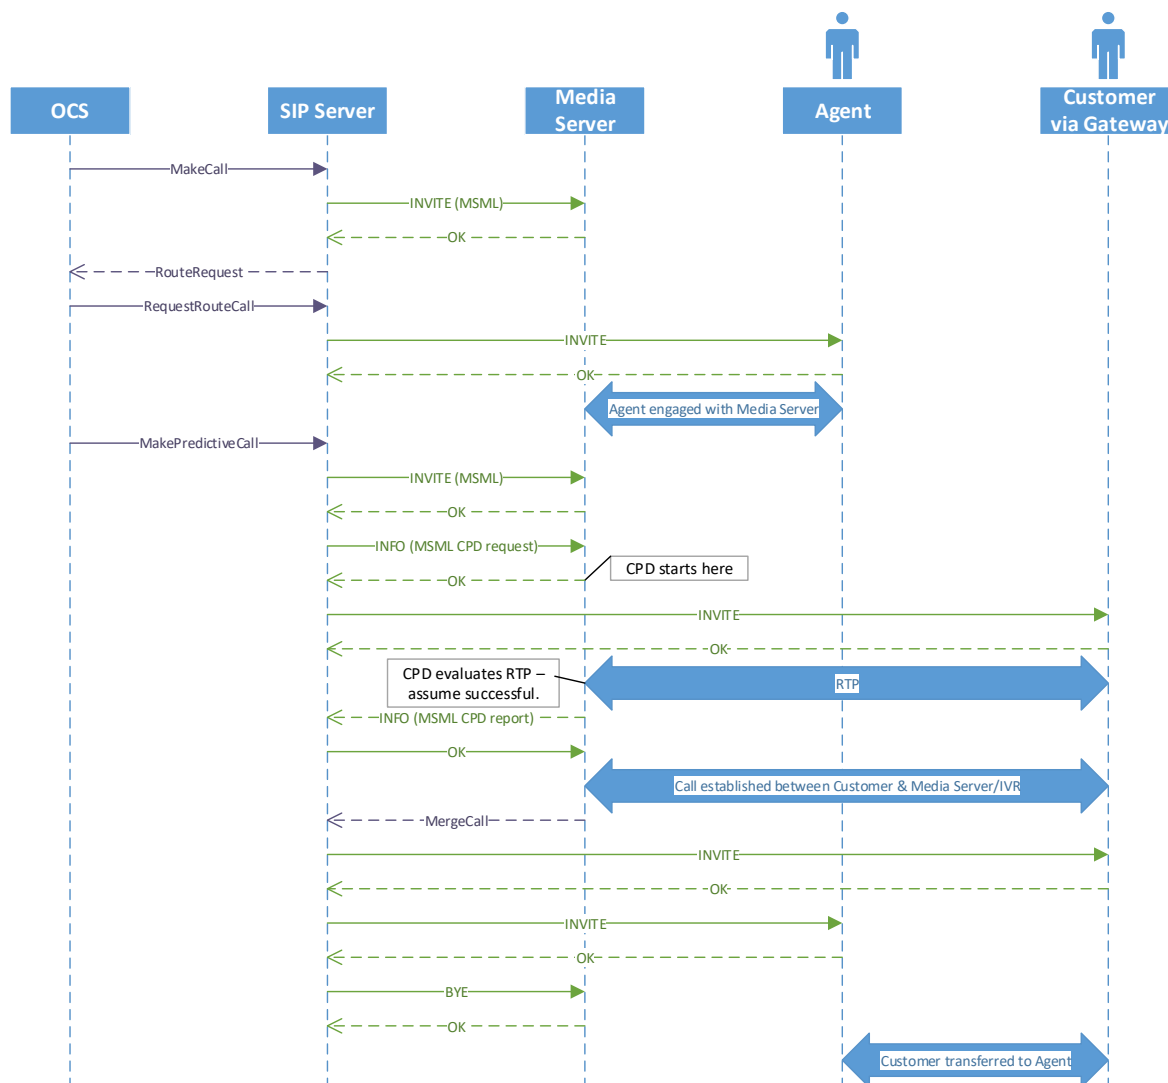 OCS
SIP Server
Media
Server
Agent
Customer
via Gateway
MakeCall
INVITE (MSML)
OK
RouteRequest
RequestRouteCall
INVITE
OK
Agent engaged with Media Server
MakePredictiveCall
INVITE (MSML)
OK
INFO (MSML CPD request)
CPD starts here
OK
INVITE
OK
CPD evaluates RTP –
assume successful.
RTP
INFO (MSML CPD report)
OK
Call established between Customer & Media Server/IVR
MergeCall
INVITE
OK
INVITE
OK
BYE
OK
Customer transferred to Agent